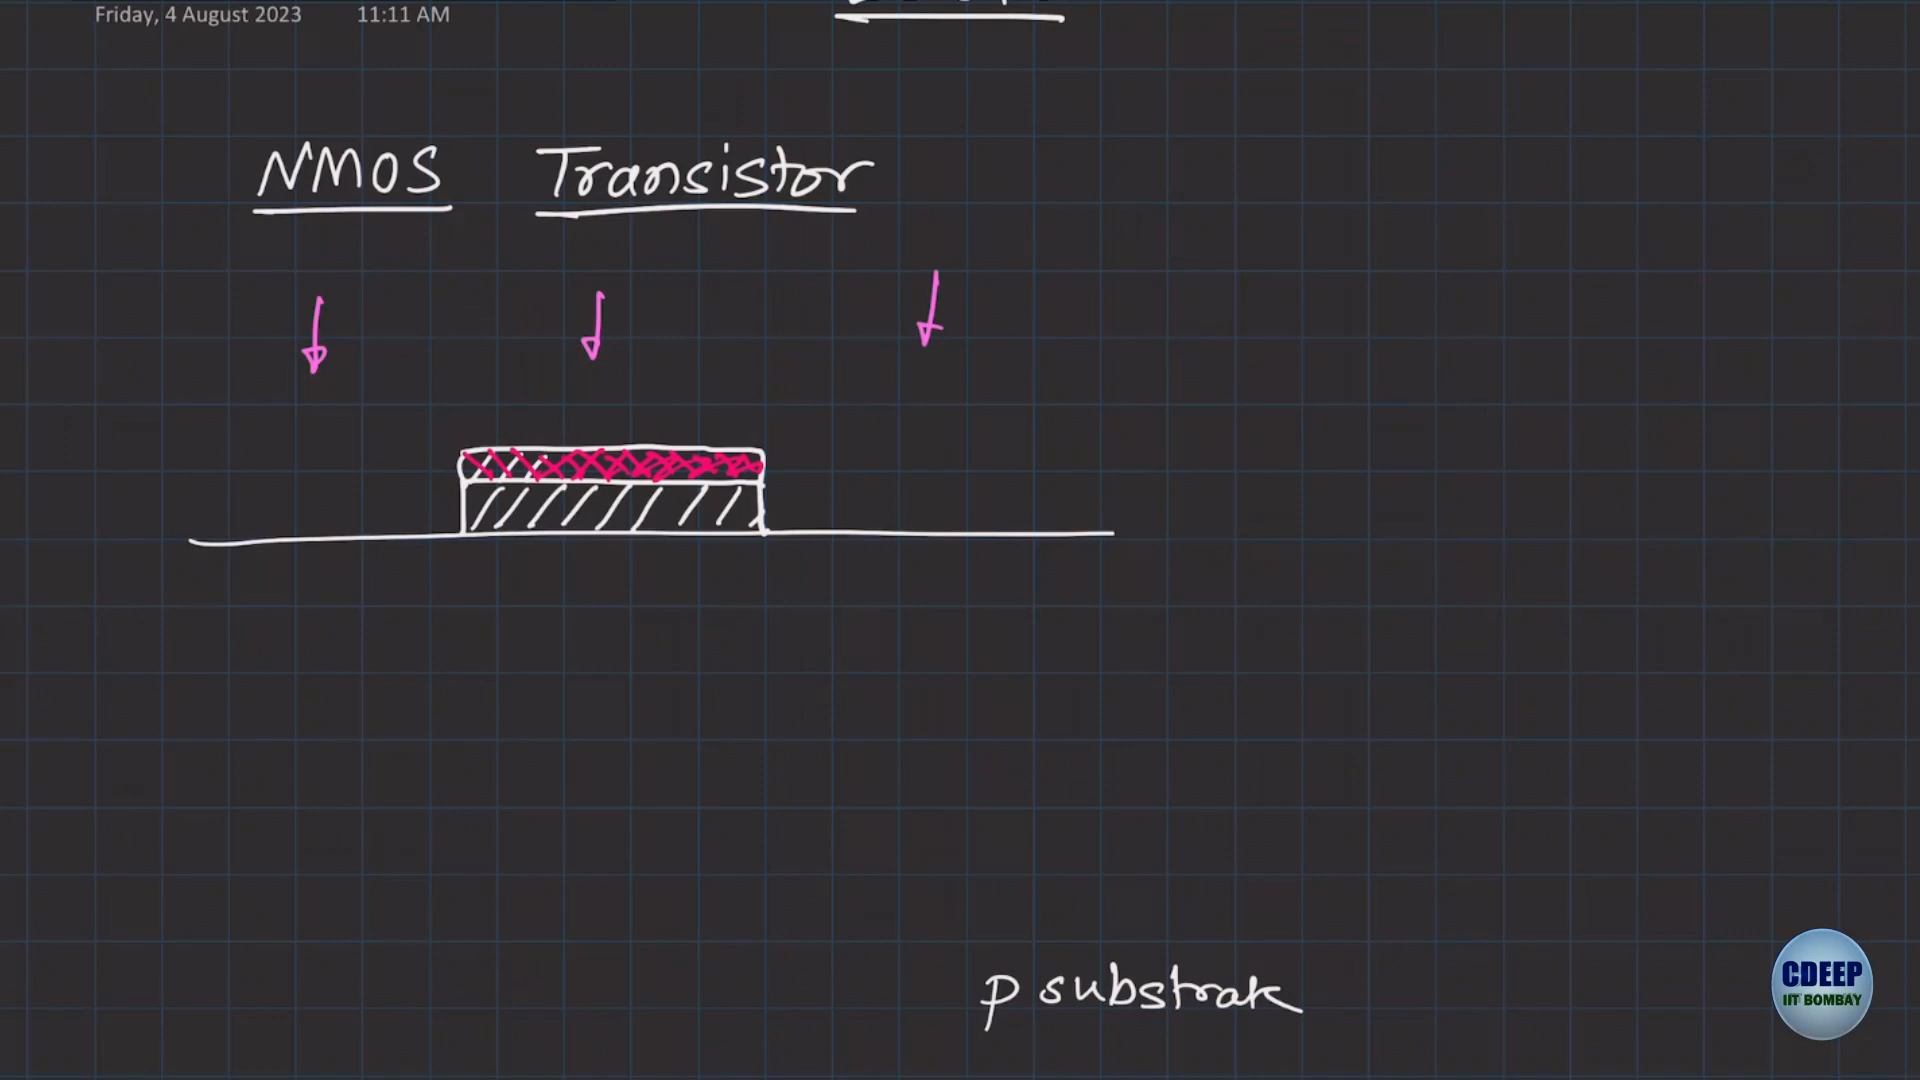 Friday, 4 August 2023 11:11 AM
NMOS Transistor
p substrate
CDEEP
IIT BOMBAY